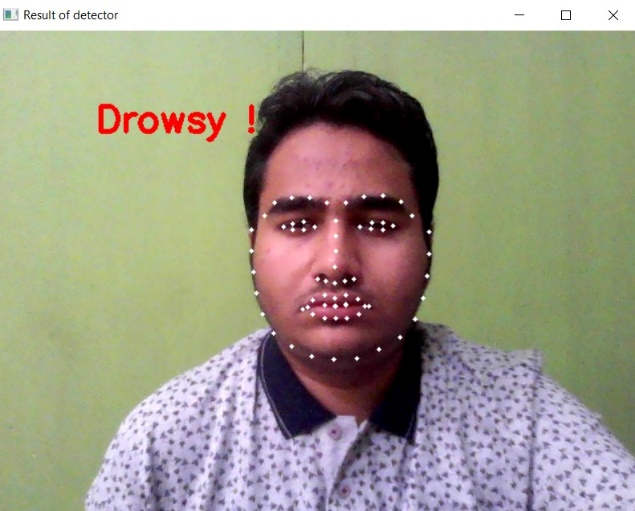 Result of detector
Drowsy !